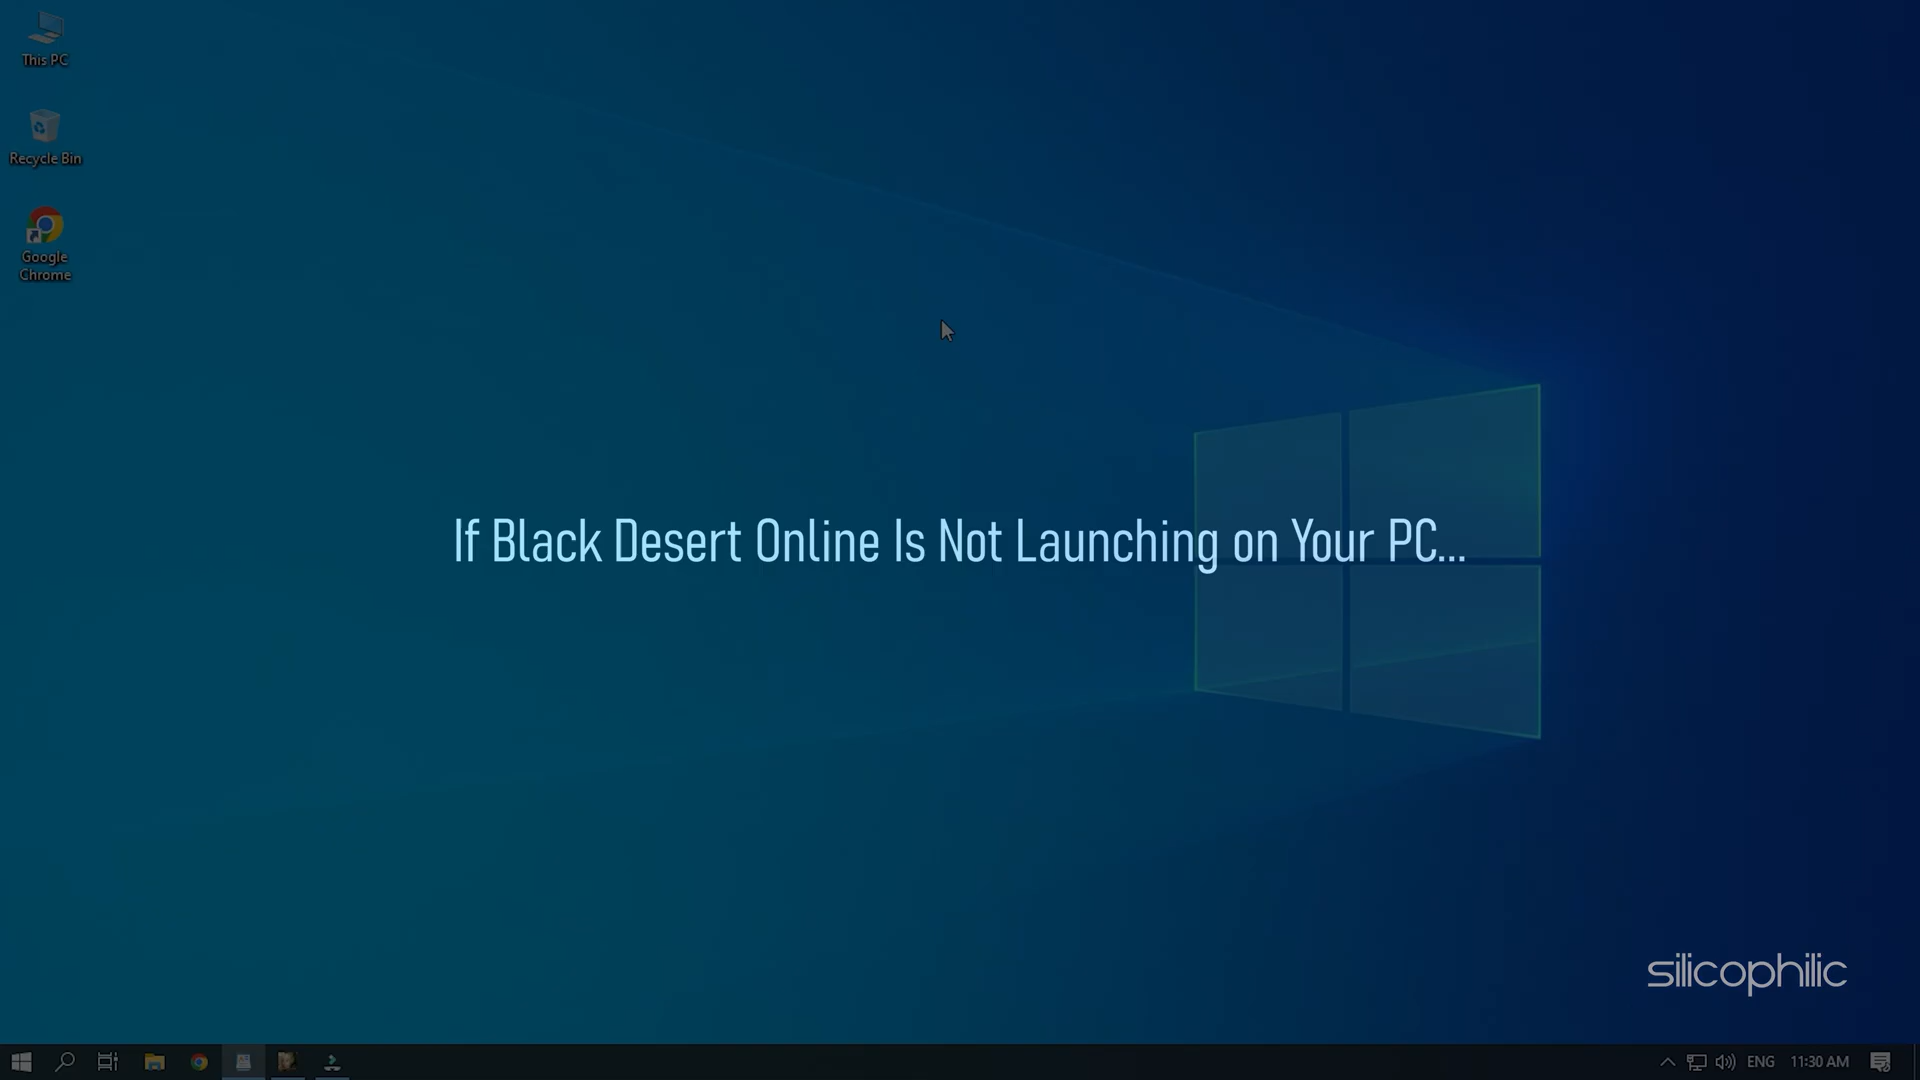 This PC
Recycle Bin
Google
Chrome
If Black Desert Online Is Not Launching on Your PC...
silicophilic
ENG
11:30 AM